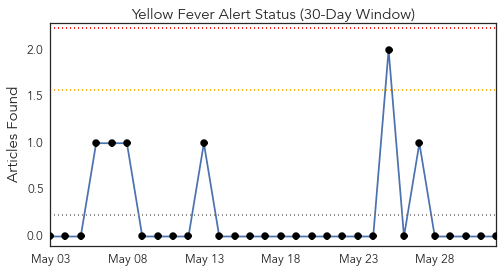 Yellow Fever Alert Status (30-Day Window)
Articles Found
2.0
1.5
1.0
0.5
0.0
May 03 May 08 May 13 May 18 May 23 May 28